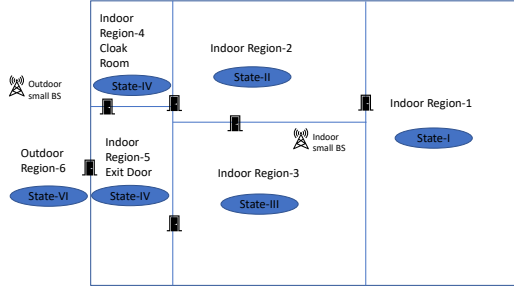 Indoor
Region-4
Cloak
Room
State-IV
Indoor Region-2
State-II
Indoor Region-1
State-I
Outdoor
small BS
Indoor
small BS
Outdoor
Region-6
State-VI
Indoor
Region-5
Exit Door
State-IV
Indoor Region-3
State-III